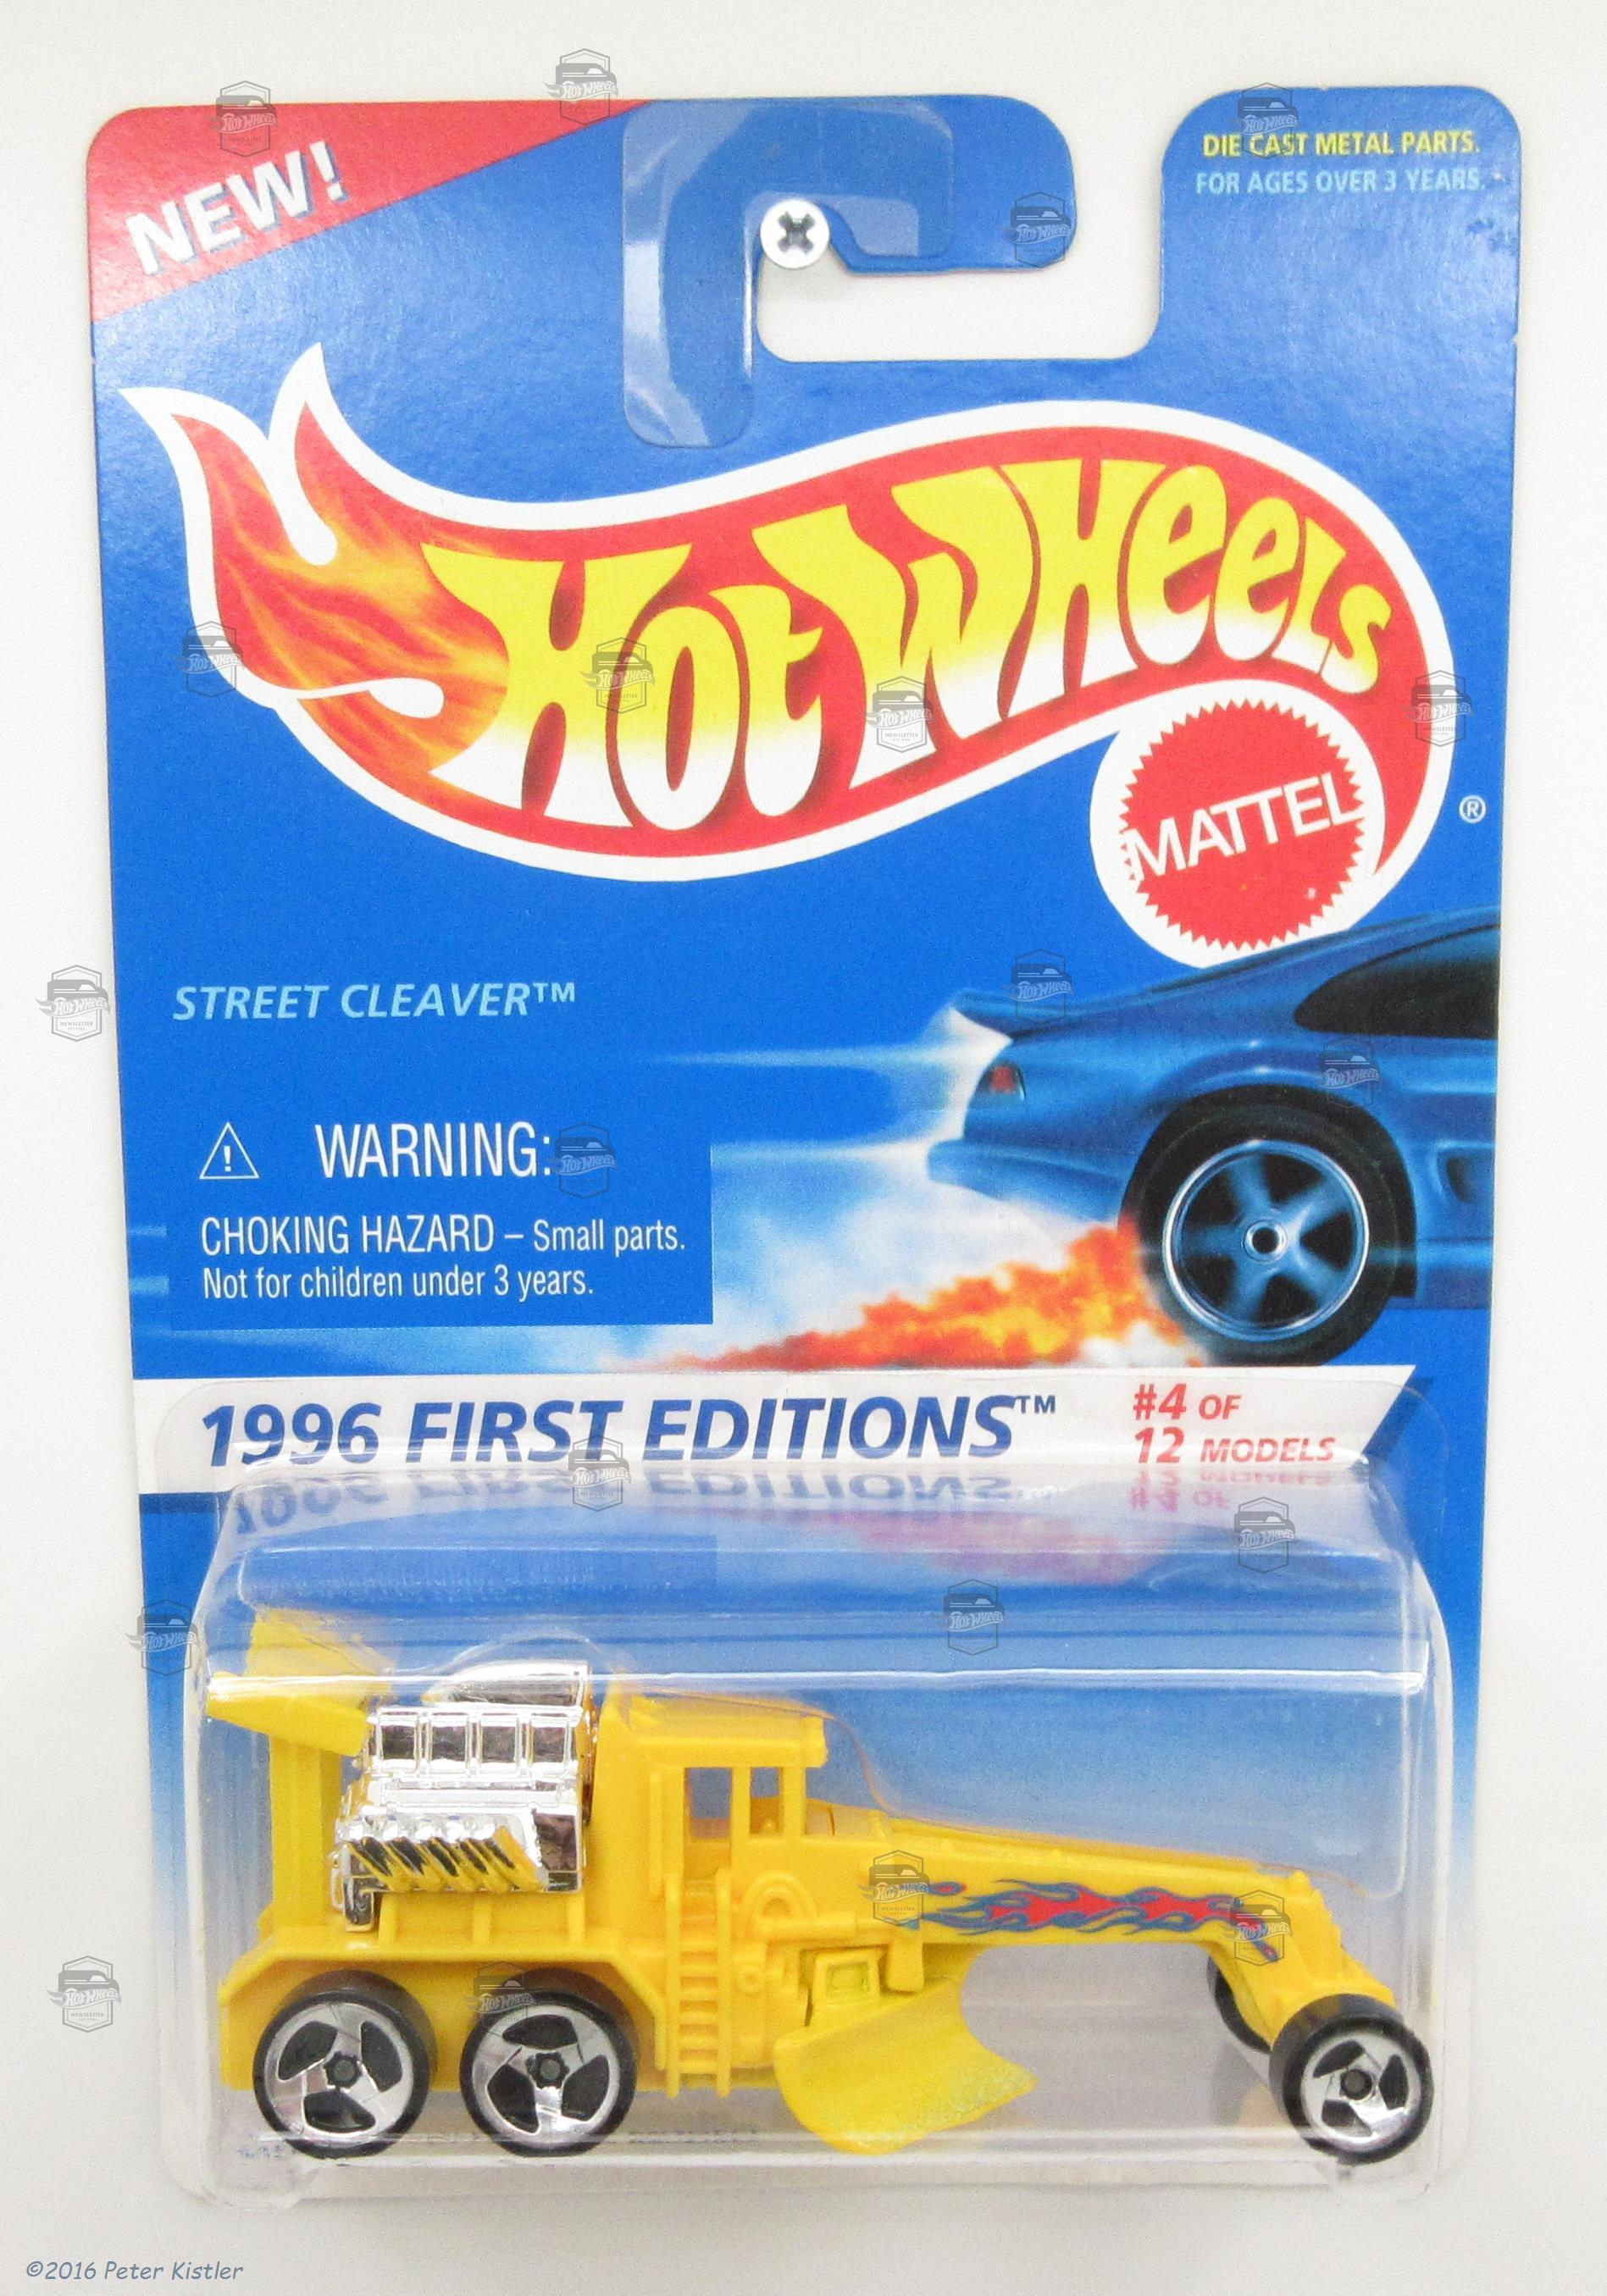 NEW!
DIE CAST METAL PARTS.
FOR AGES OVER 3 YEARS.
Hot Wheels
MATTEL
®
STREET CLEAVER™
WARNING:
CHOKING HAZARD – Small parts.
Not for children under 3 years.
1996 FIRST EDITIONS™
#4 OF
12 MODELS
©2016 Peter Kistler